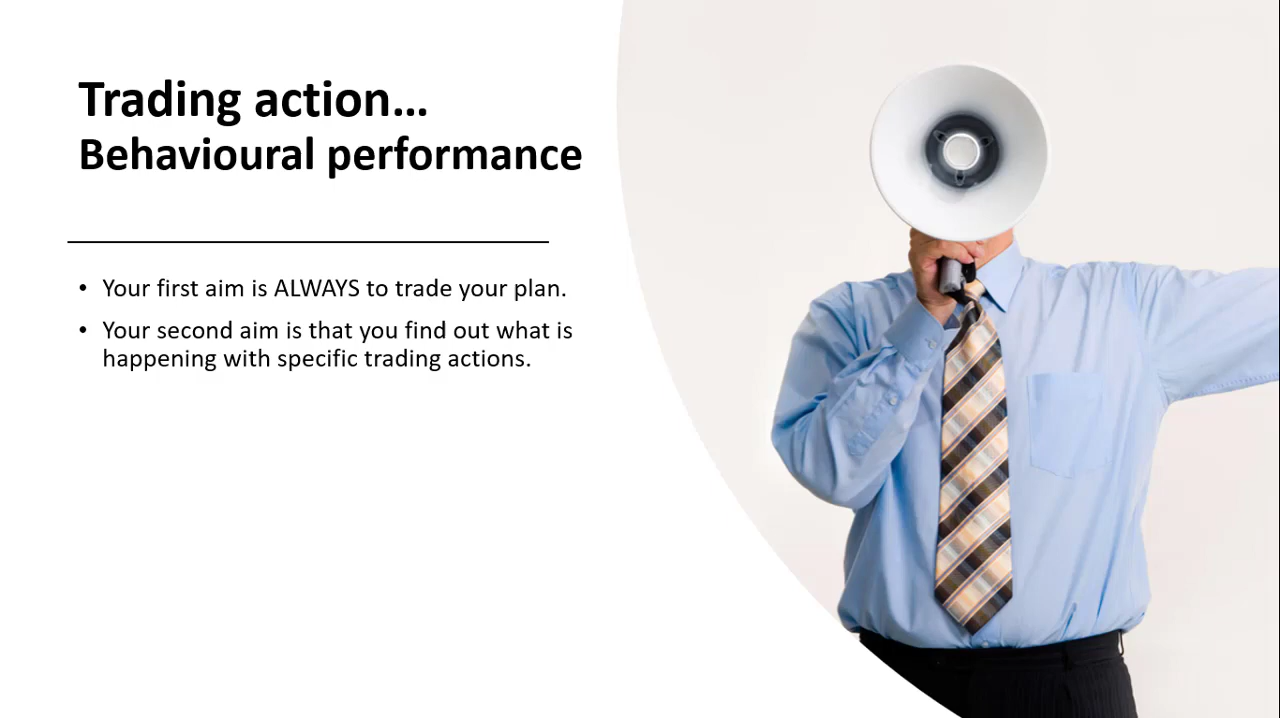 Trading action…
Behavioural performance
• Your first aim is ALWAYS to trade your plan.
• Your second aim is that you find out what is
happening with specific trading actions.